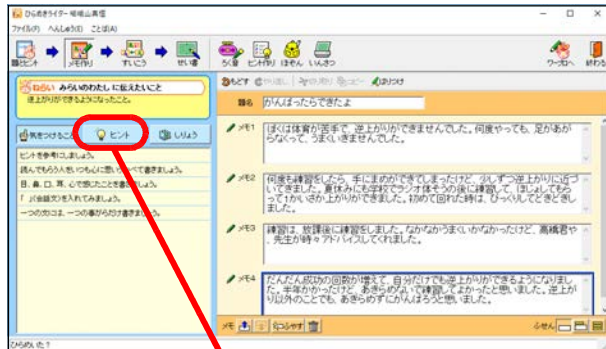 ひらめきライター 嵯峨山真徑
ファイル(F) へんしゅう(E) ことば(A)
メモ作り すいこう せい書
ヒント作り いんさつ ワープロへ 終わる
ねらい みらいのわたし に伝えたいこと
逆上がりができるようになったこと。
気をつけること ヒント しりょう
ヒントを参考にしましょう。
読んでもらう人をいつも心に思いうかべて書きましょう。
目、鼻、口、耳、心で感じたことを書きましょう。
「 」(会話文)を入れてみましょう。
一つの文には、一つの事がらだけ書きましょう。
もどす やり直し コピー はりつけ
題名 がんばったらできたよ
メモ1 ぼくは体育が苦手で、逆上がりができませんでした。何度やっても、足があが
らなくって、うまくいきませんでした。
メモ2 何度も練習をしたら、手にまめができてしまったけど、少しずつ逆上がりに近づ
いてきました。夏休みにも学校でラジオ体そうの後に練習して、ほじょしてもら
って1かいさか上がりができました。初めて回れた時は、びっくりしてどきどきし
ました。
メモ3 練習は、放課後に練習をしました。なかなかうまくいかなかったけど、高橋君や
、先生が時々アドバイスしてくれました。
メモ4 だんだん成功の回数が増えて、自分だけでも逆上がりができるようになりまし
た。半年かかったけど、あきらめないで練習してよかったと思いました。逆上が
り以外のことでも、あきらめずにがんばろうと思いました。
メモ ふやす ふせん
ひらめいた?